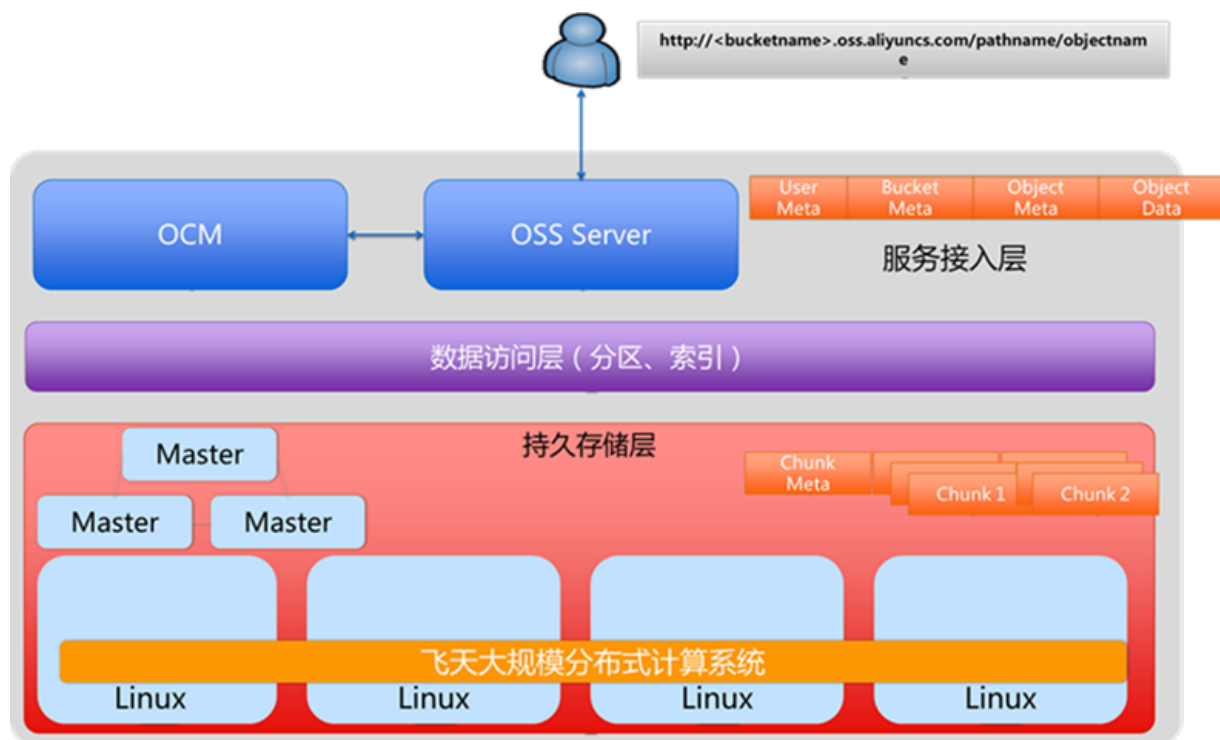 http://<bucketname>.oss.aliyuncs.com/pathname/objectnam
e
OCM
OSS Server
User
Meta
Bucket
Meta
Object
Meta
Object
Data
服务接入层
数据访问层（分区、索引）
持久存储层
Master
Master
Master
Chunk
Meta
Chunk 1
Chunk 2
飞天大规模分布式计算系统
Linux
Linux
Linux
Linux